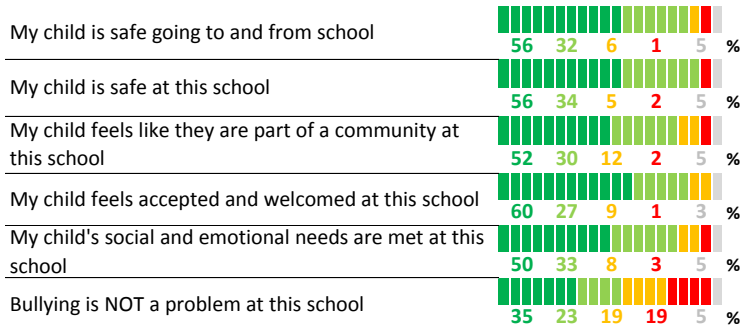 My child is safe going to and from school
56 32 6 1 5 %
My child is safe at this school
56 34 5 2 5 %
My child feels like they are part of a community at
this school
52 30 12 2 5 %
My child feels accepted and welcomed at this school
60 27 9 1 3 %
My child's social and emotional needs are met at this
school
50 33 8 3 5 %
Bullying is NOT a problem at this school
35 23 19 19 5 %